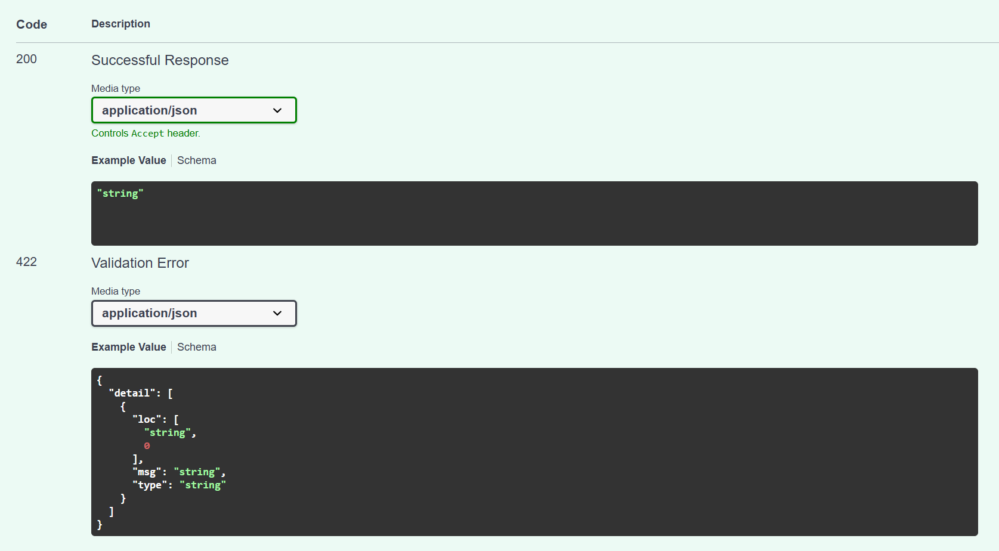 Code Description
200 Successful Response
Media type
application/json
Controls Accept header.
Example Value Schema
"string"
422 Validation Error
Media type
application/json
Example Value Schema
{
  "detail": [
    {
      "loc": [
        "string",
        0
      ],
      "msg": "string",
      "type": "string"
    }
  ]
}